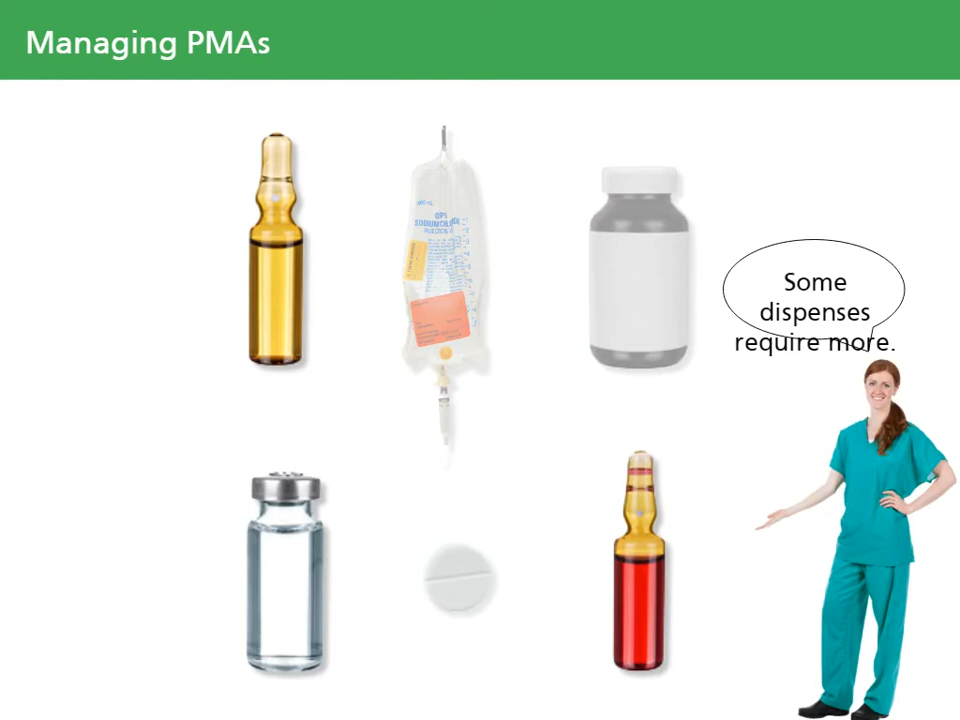 Managing PMAs
Some
dispenses
require more.
0.9%
SODIUM CHLORIDE